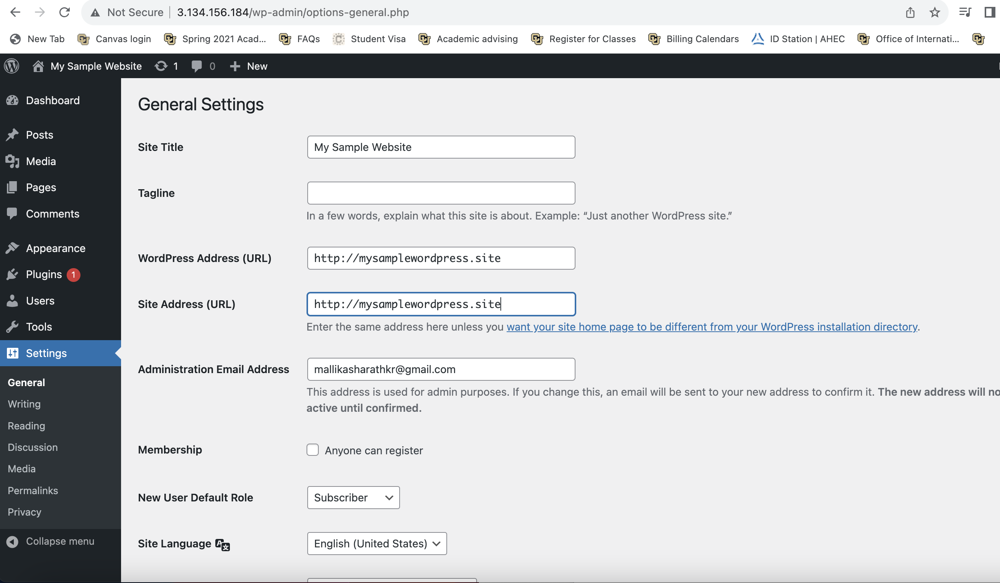 Not Secure 3.134.156.184/wp-admin/options-general.php
New Tab Canvas login Spring 2021 Acad... FAQs Student Visa Academic advising Register for Classes Billing Calendars ID Station | AHEC Office of Internati...
My Sample Website 1 0 New
Dashboard
Posts
Media
Pages
Comments
Appearance
Plugins 1
Users
Tools
Settings
General
Writing
Reading
Discussion
Media
Permalinks
Privacy
Collapse menu
General Settings
Site Title My Sample Website
Tagline
In a few words, explain what this site is about. Example: “Just another WordPress site.”
WordPress Address (URL) http://mysamplewordpress.site
Site Address (URL) http://mysamplewordpress.site
Enter the same address here unless you want your site home page to be different from your WordPress installation directory.
Administration Email Address mallikasharathkr@gmail.com
This address is used for admin purposes. If you change this, an email will be sent to your new address to confirm it. The new address will
active until confirmed.
Membership Anyone can register
New User Default Role Subscriber
Site Language English (United States)